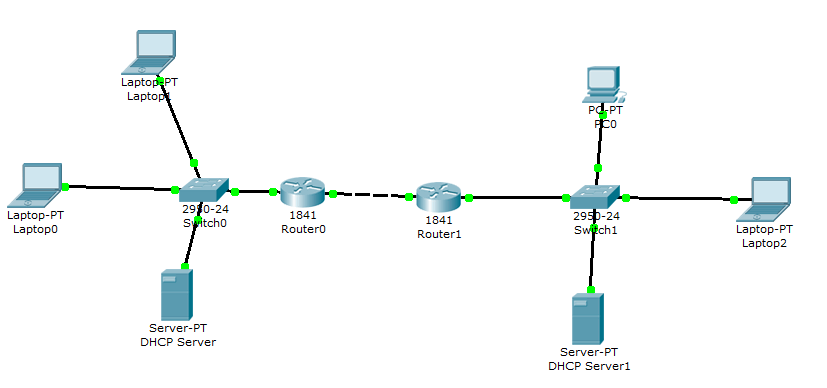 Laptop-PT
Laptop1
PC-PT
PC0
Laptop-PT
Laptop0
2950-24
Switch0
1841
Router0
1841
Router1
2950-24
Switch1
Laptop-PT
Laptop2
Server-PT
DHCP Server
Server-PT
DHCP Server1